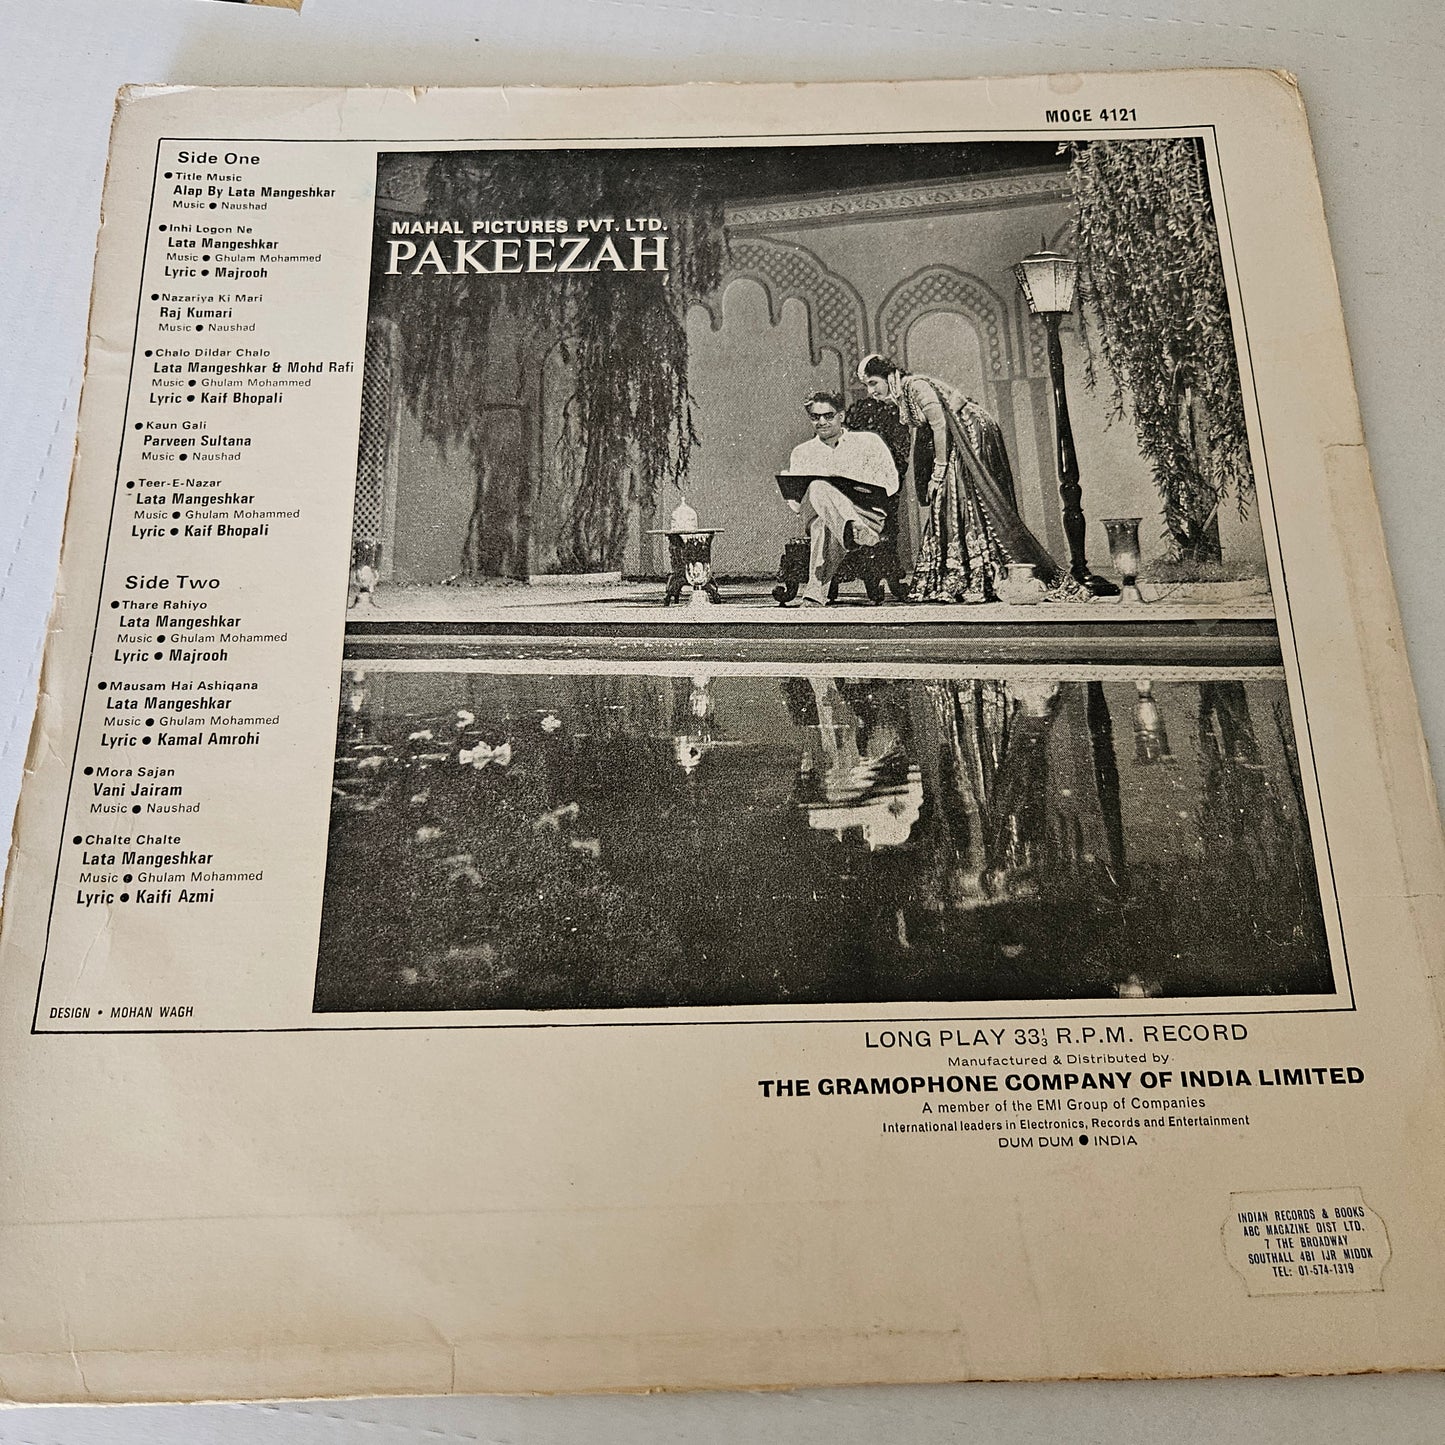 MOCE 4121
Side One
● Title Music
Alap By Lata Mangeshkar
Music ● Naushad
● Inhi Logon Ne
Lata Mangeshkar
Music ● Ghulam Mohammed
Lyric ● Majrooh
● Nazariya Ki Mari
Raj Kumari
Music ● Naushad
● Chalo Dildar Chalo
Lata Mangeshkar & Mohd Rafi
Music ● Ghulam Mohammed
Lyric ● Kaif Bhopali
● Kaun Gali
Parveen Sultana
Music ● Naushad
● Teer-E-Nazar
Lata Mangeshkar
Music ● Ghulam Mohammed
Lyric ● Kaif Bhopali
Side Two
● Thare Rahiyo
Lata Mangeshkar
Music ● Ghulam Mohammed
Lyric ● Majrooh
● Mausam Hai Ashiqana
Lata Mangeshkar
Music ● Ghulam Mohammed
Lyric ● Kamal Amrohi
● Mora Sajan
Vani Jairam
Music ● Naushad
● Chalte Chalte
Lata Mangeshkar
Music ● Ghulam Mohammed
Lyric ● Kaifi Azmi
DESIGN • MOHAN WAGH
MAHAL PICTURES PVT. LTD.
PAKEEZAH
LONG PLAY 33⅓ R.P.M. RECORD
Manufactured & Distributed by
THE GRAMOPHONE COMPANY OF INDIA LIMITED
A member of the EMI Group of Companies
International leaders in Electronics, Records and Entertainment
DUM DUM ● INDIA
INDIAN RECORDS & BOOKS
ABC MAGAZINE DIST LTD.
7 THE BROADWAY
SOUTHALL 4B1 1JR MIDDX
TEL: 01-574-1319